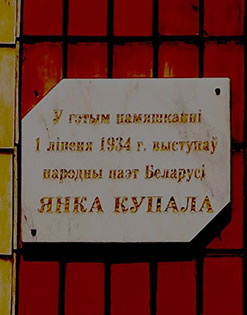 У гэтым памяшканні
1 ліпеня 1934 г. выступаў
народны паэт Беларусі
ЯНКА КУПАЛА